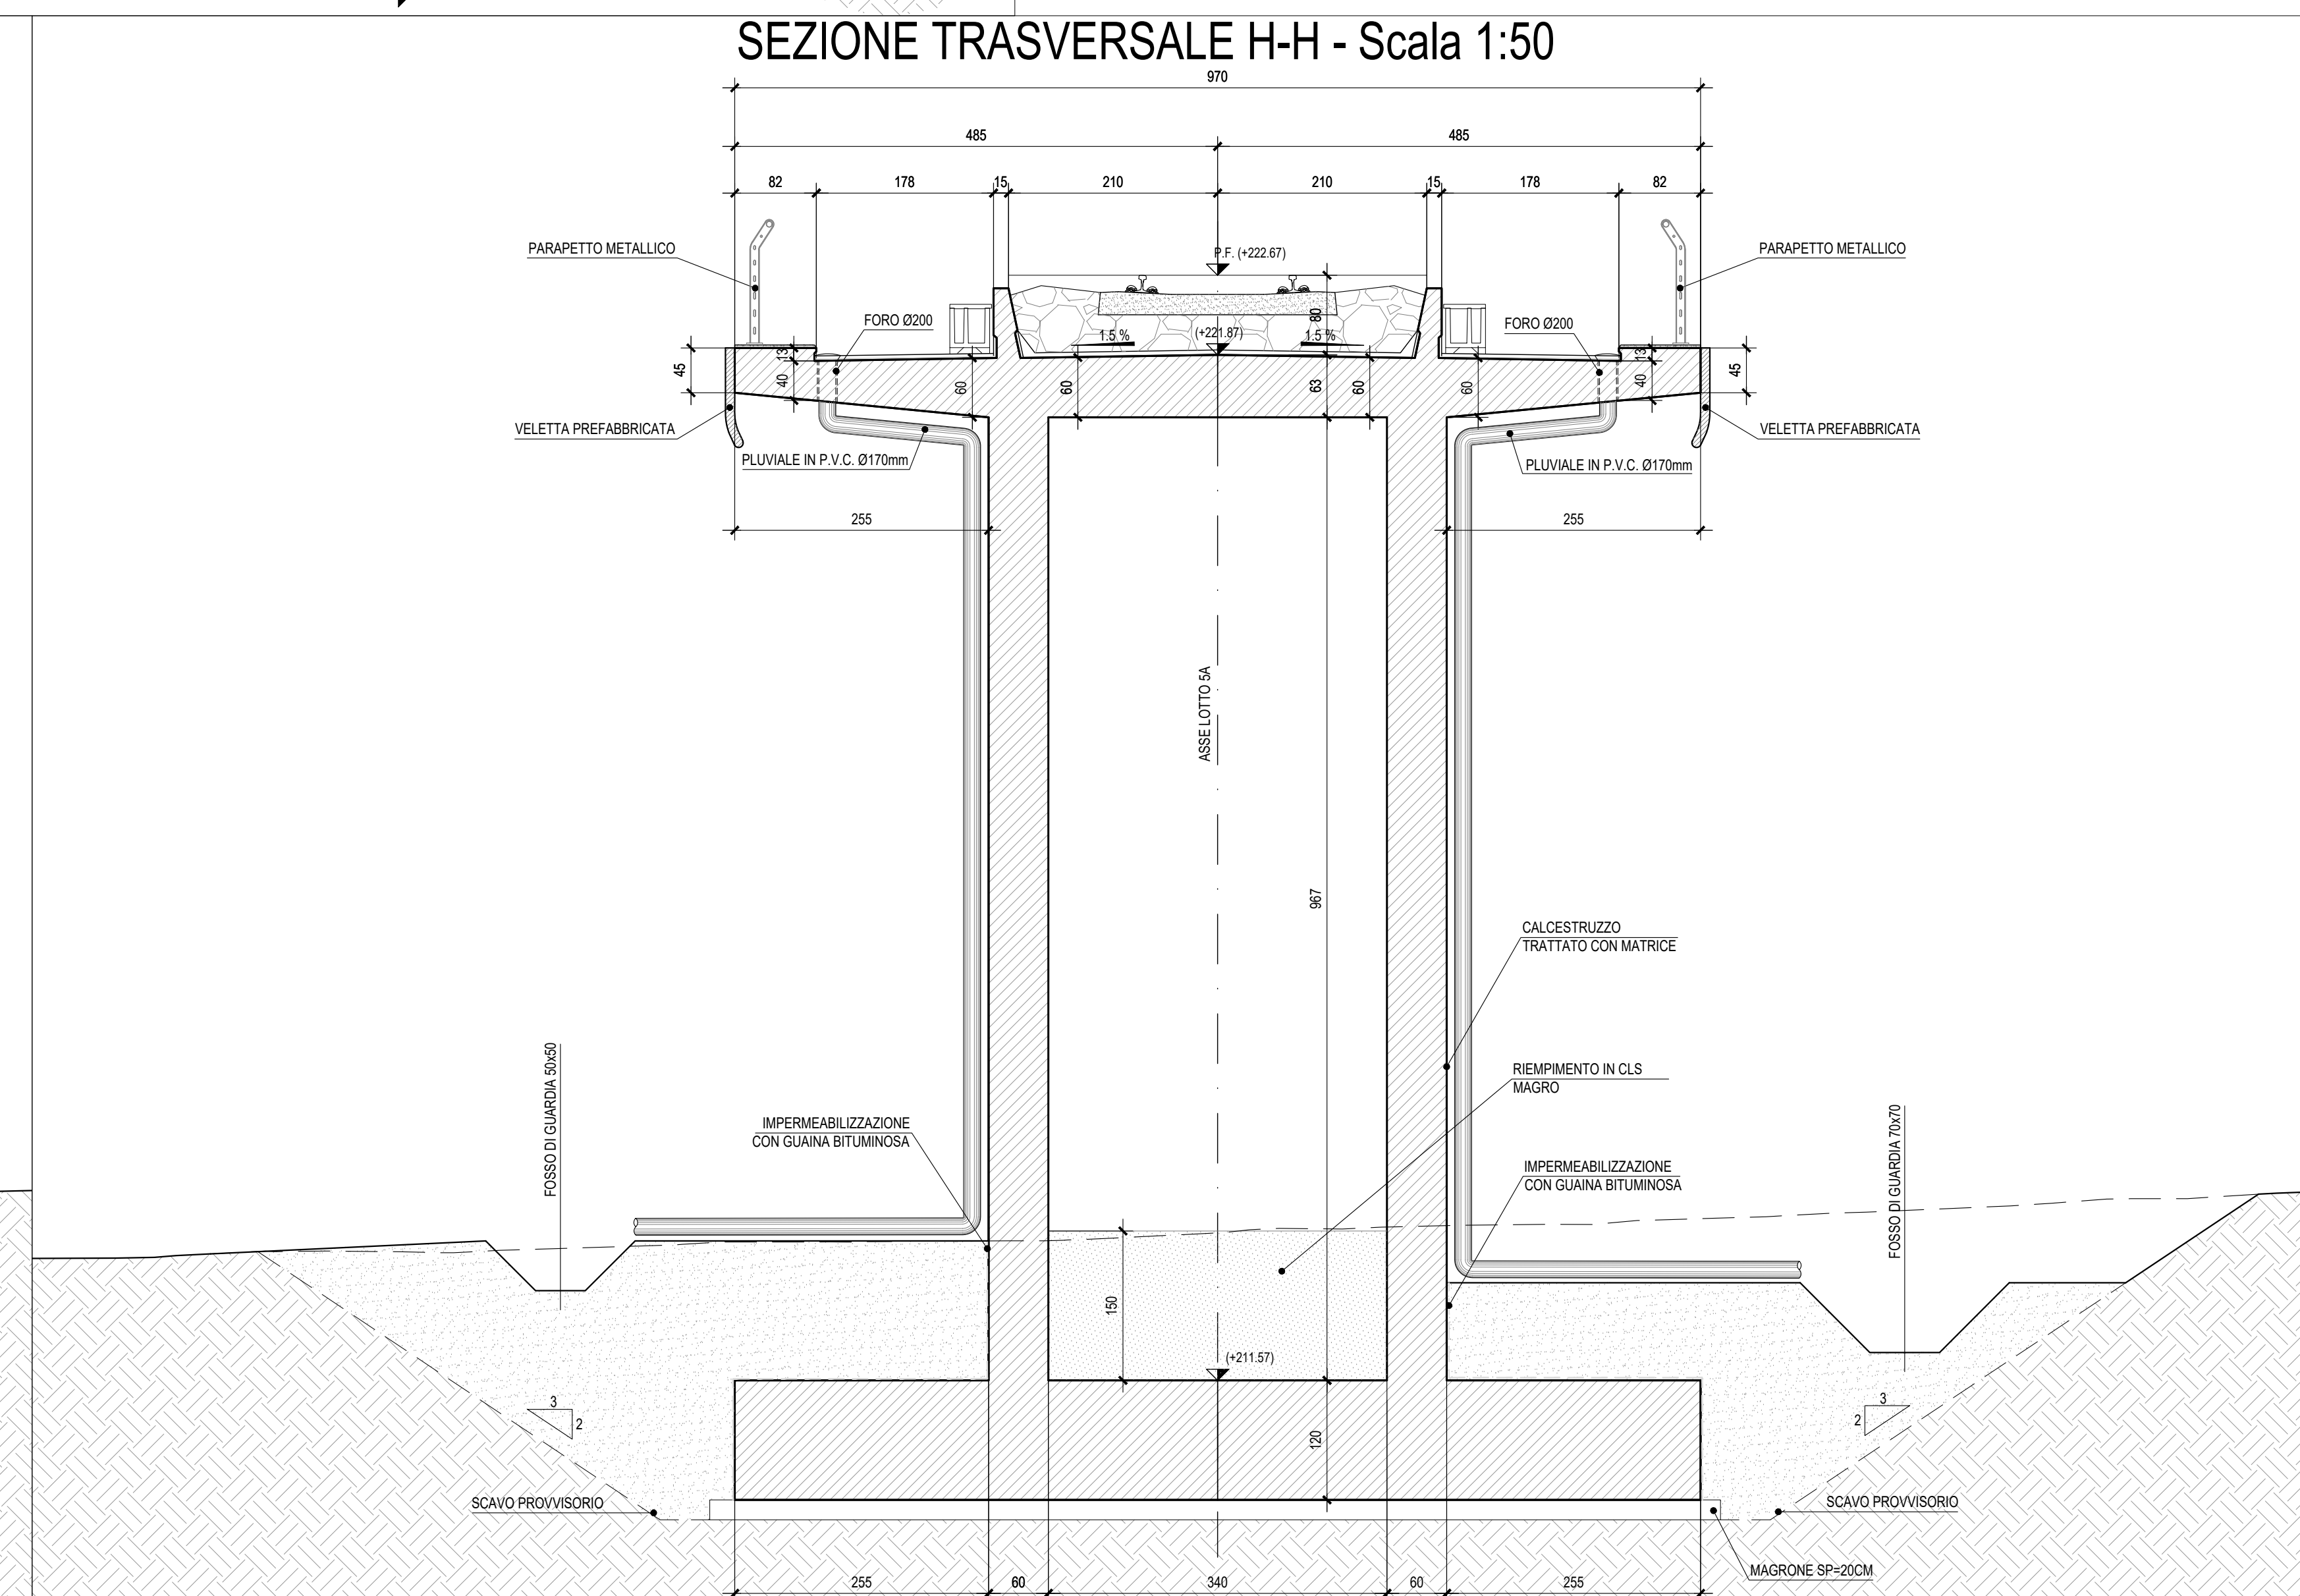 SEZIONE TRASVERSALE H-H - Scala 1:50
970
485
485
82
178
15
210
210
15
178
82
PARAPETTO METALLICO
P.F. (+222.67)
PARAPETTO METALLICO
FORO Ø200
FORO Ø200
80
1.5 %
(+221.87)
1.5 %
13
13
45
40
60
60
63
60
60
40
45
VELETTA PREFABBRICATA
VELETTA PREFABBRICATA
PLUVIALE IN P.V.C. Ø170mm
PLUVIALE IN P.V.C. Ø170mm
255
255
ASSE LOTTO 5A
967
CALCESTRUZZO
TRATTATO CON MATRICE
RIEMPIMENTO IN CLS
MAGRO
FOSSO DI GUARDIA 50x50
IMPERMEABILIZZAZIONE
CON GUAINA BITUMINOSA
FOSSO DI GUARDIA 70x70
IMPERMEABILIZZAZIONE
CON GUAINA BITUMINOSA
150
(+211.57)
3
2
3
2
120
SCAVO PROVVISORIO
SCAVO PROVVISORIO
MAGRONE SP=20CM
255
60
340
60
255